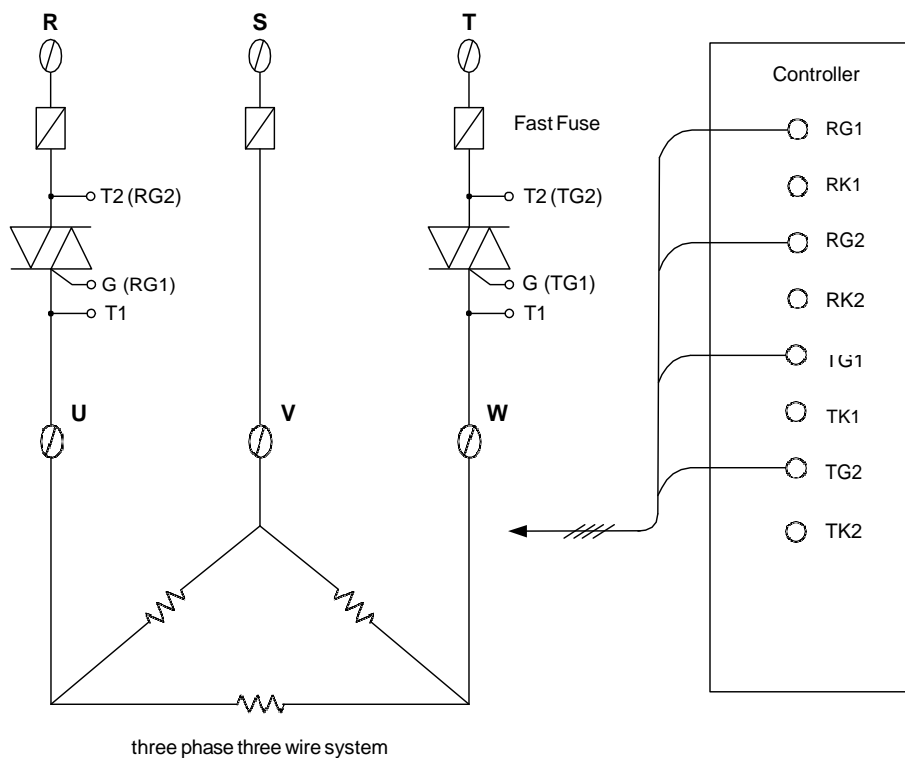 R
S
T
Controller
Fast Fuse
RG1
RK1
T2 (RG2)
T2 (TG2)
RG2
G (RG1)
G (TG1)
RK2
T1
T1
TG1
U
V
W
TK1
TG2
TK2
three phase three wire system